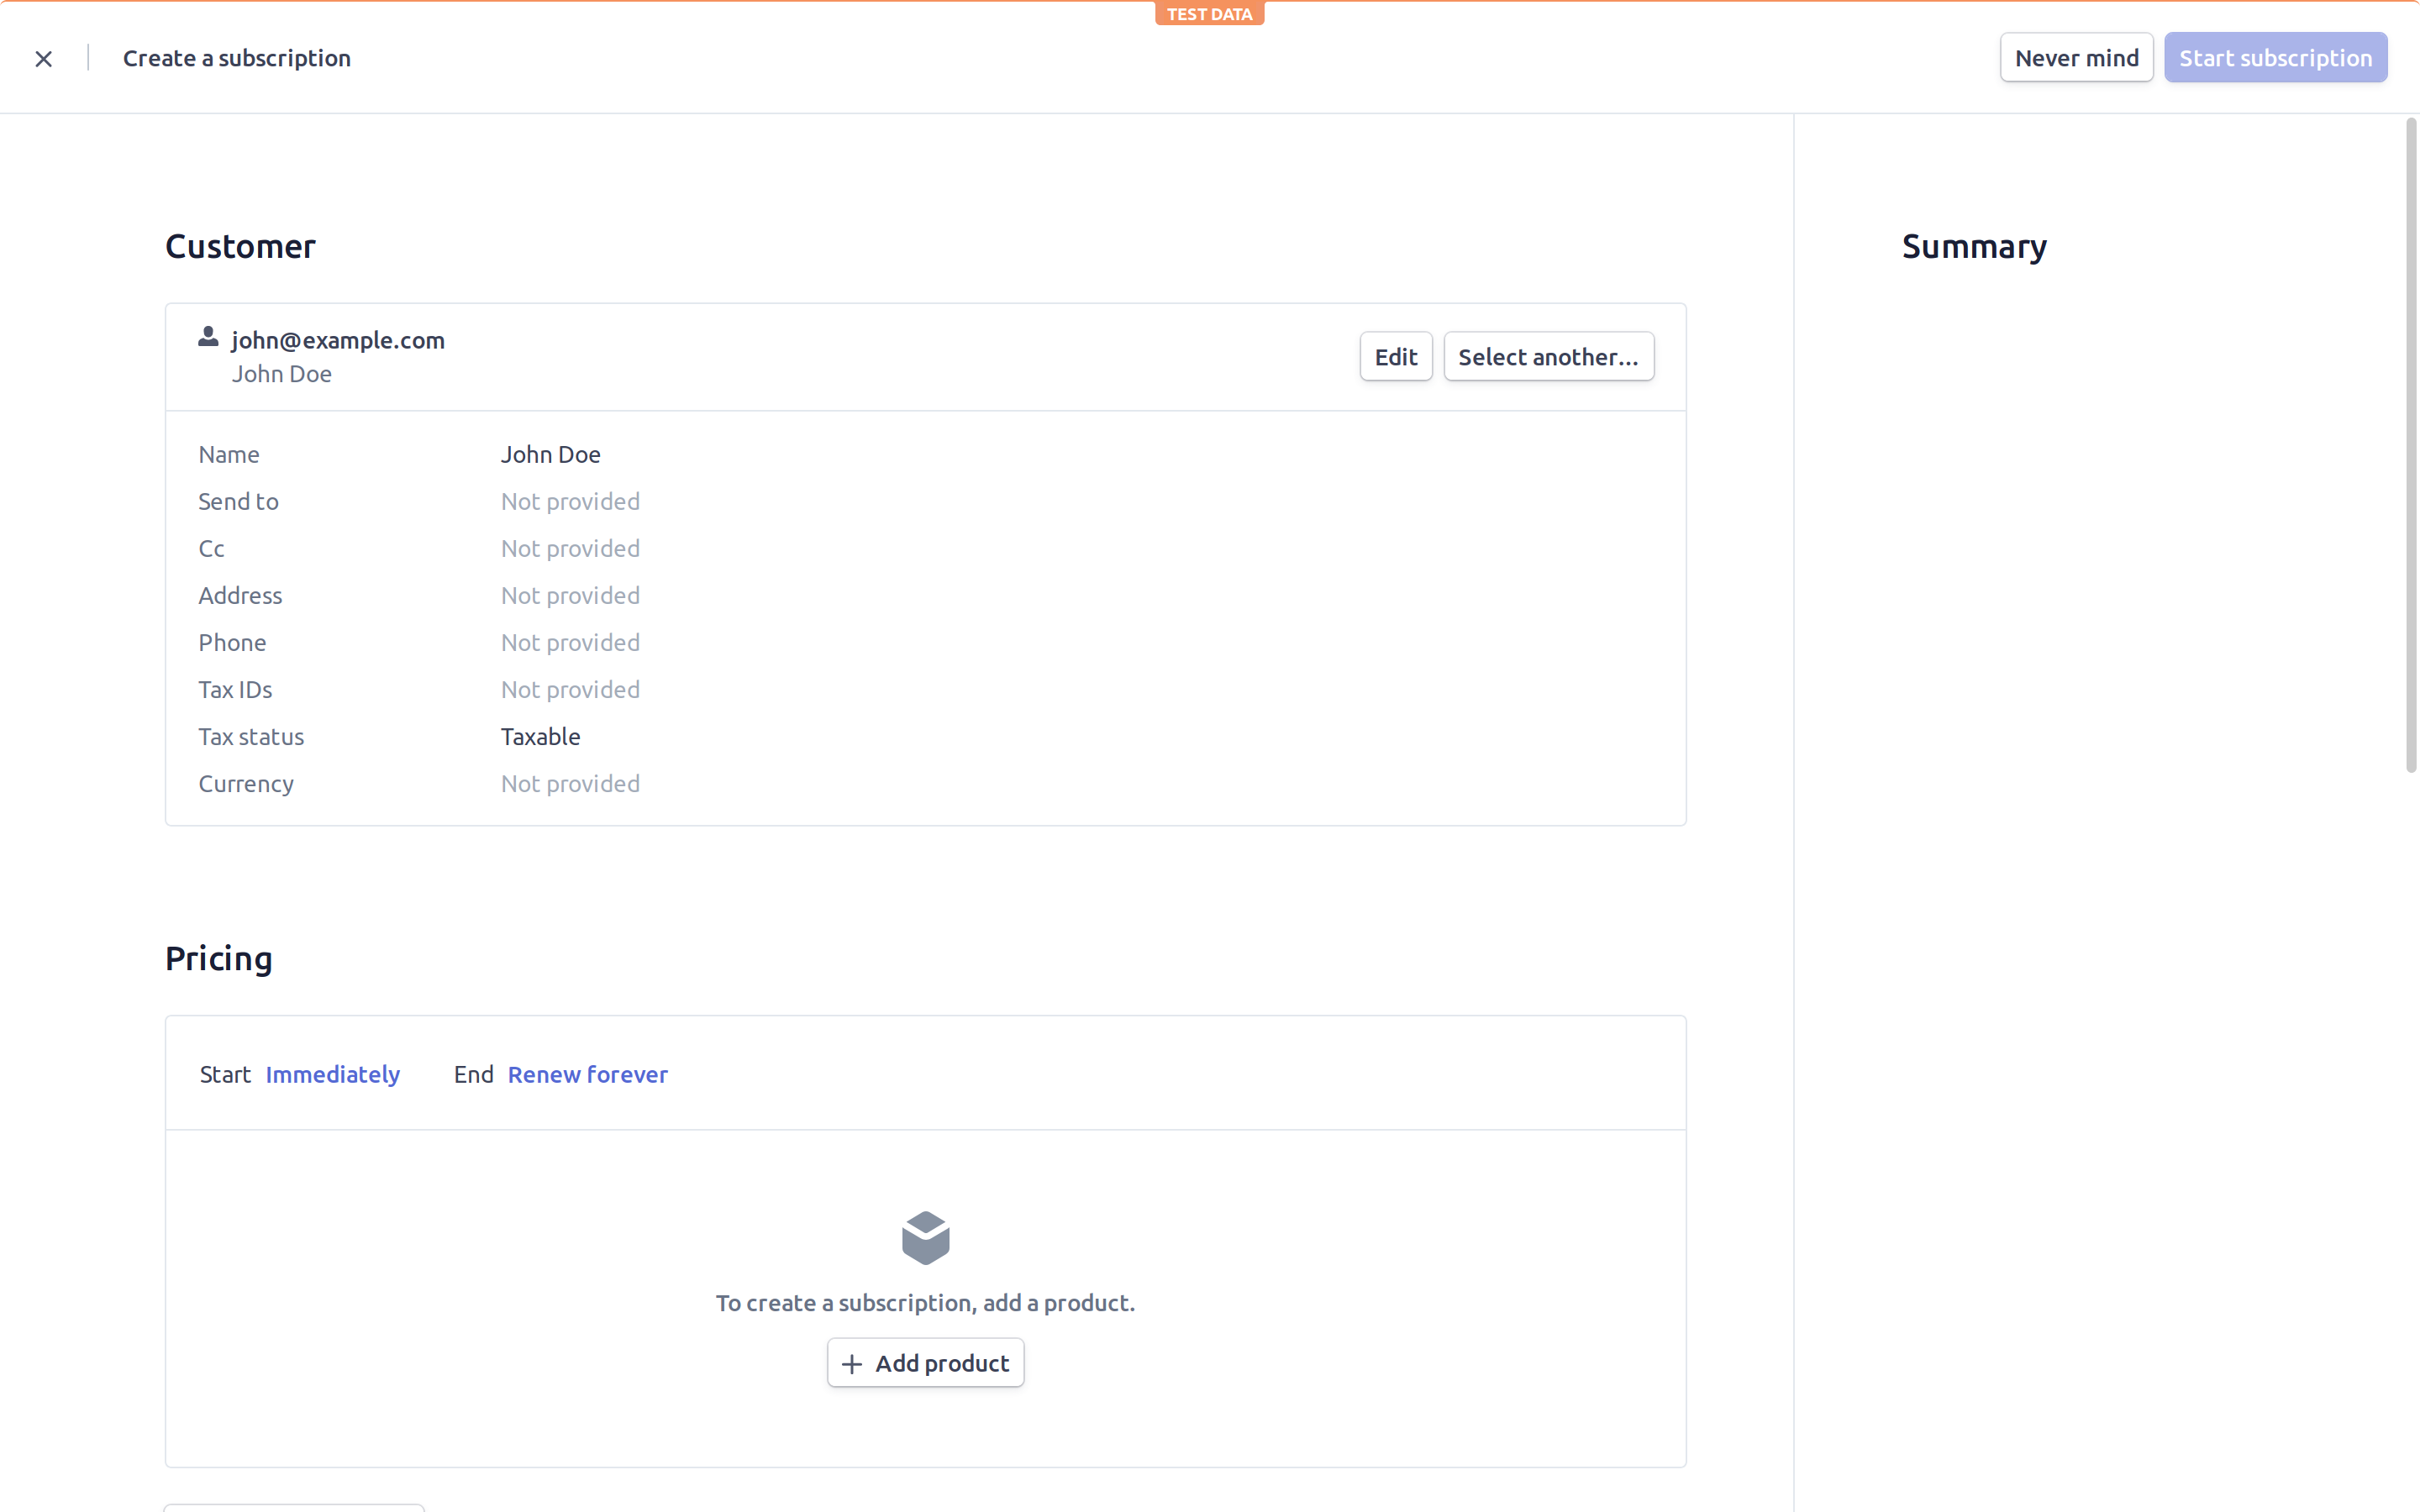 TEST DATA
Create a subscription
Never mind
Start subscription
Customer
Summary
john@example.com
John Doe
Edit
Select another...
Name John Doe
Send to Not provided
Cc Not provided
Address Not provided
Phone Not provided
Tax IDs Not provided
Tax status Taxable
Currency Not provided
Pricing
Start Immediately End Renew forever
To create a subscription, add a product.
Add product